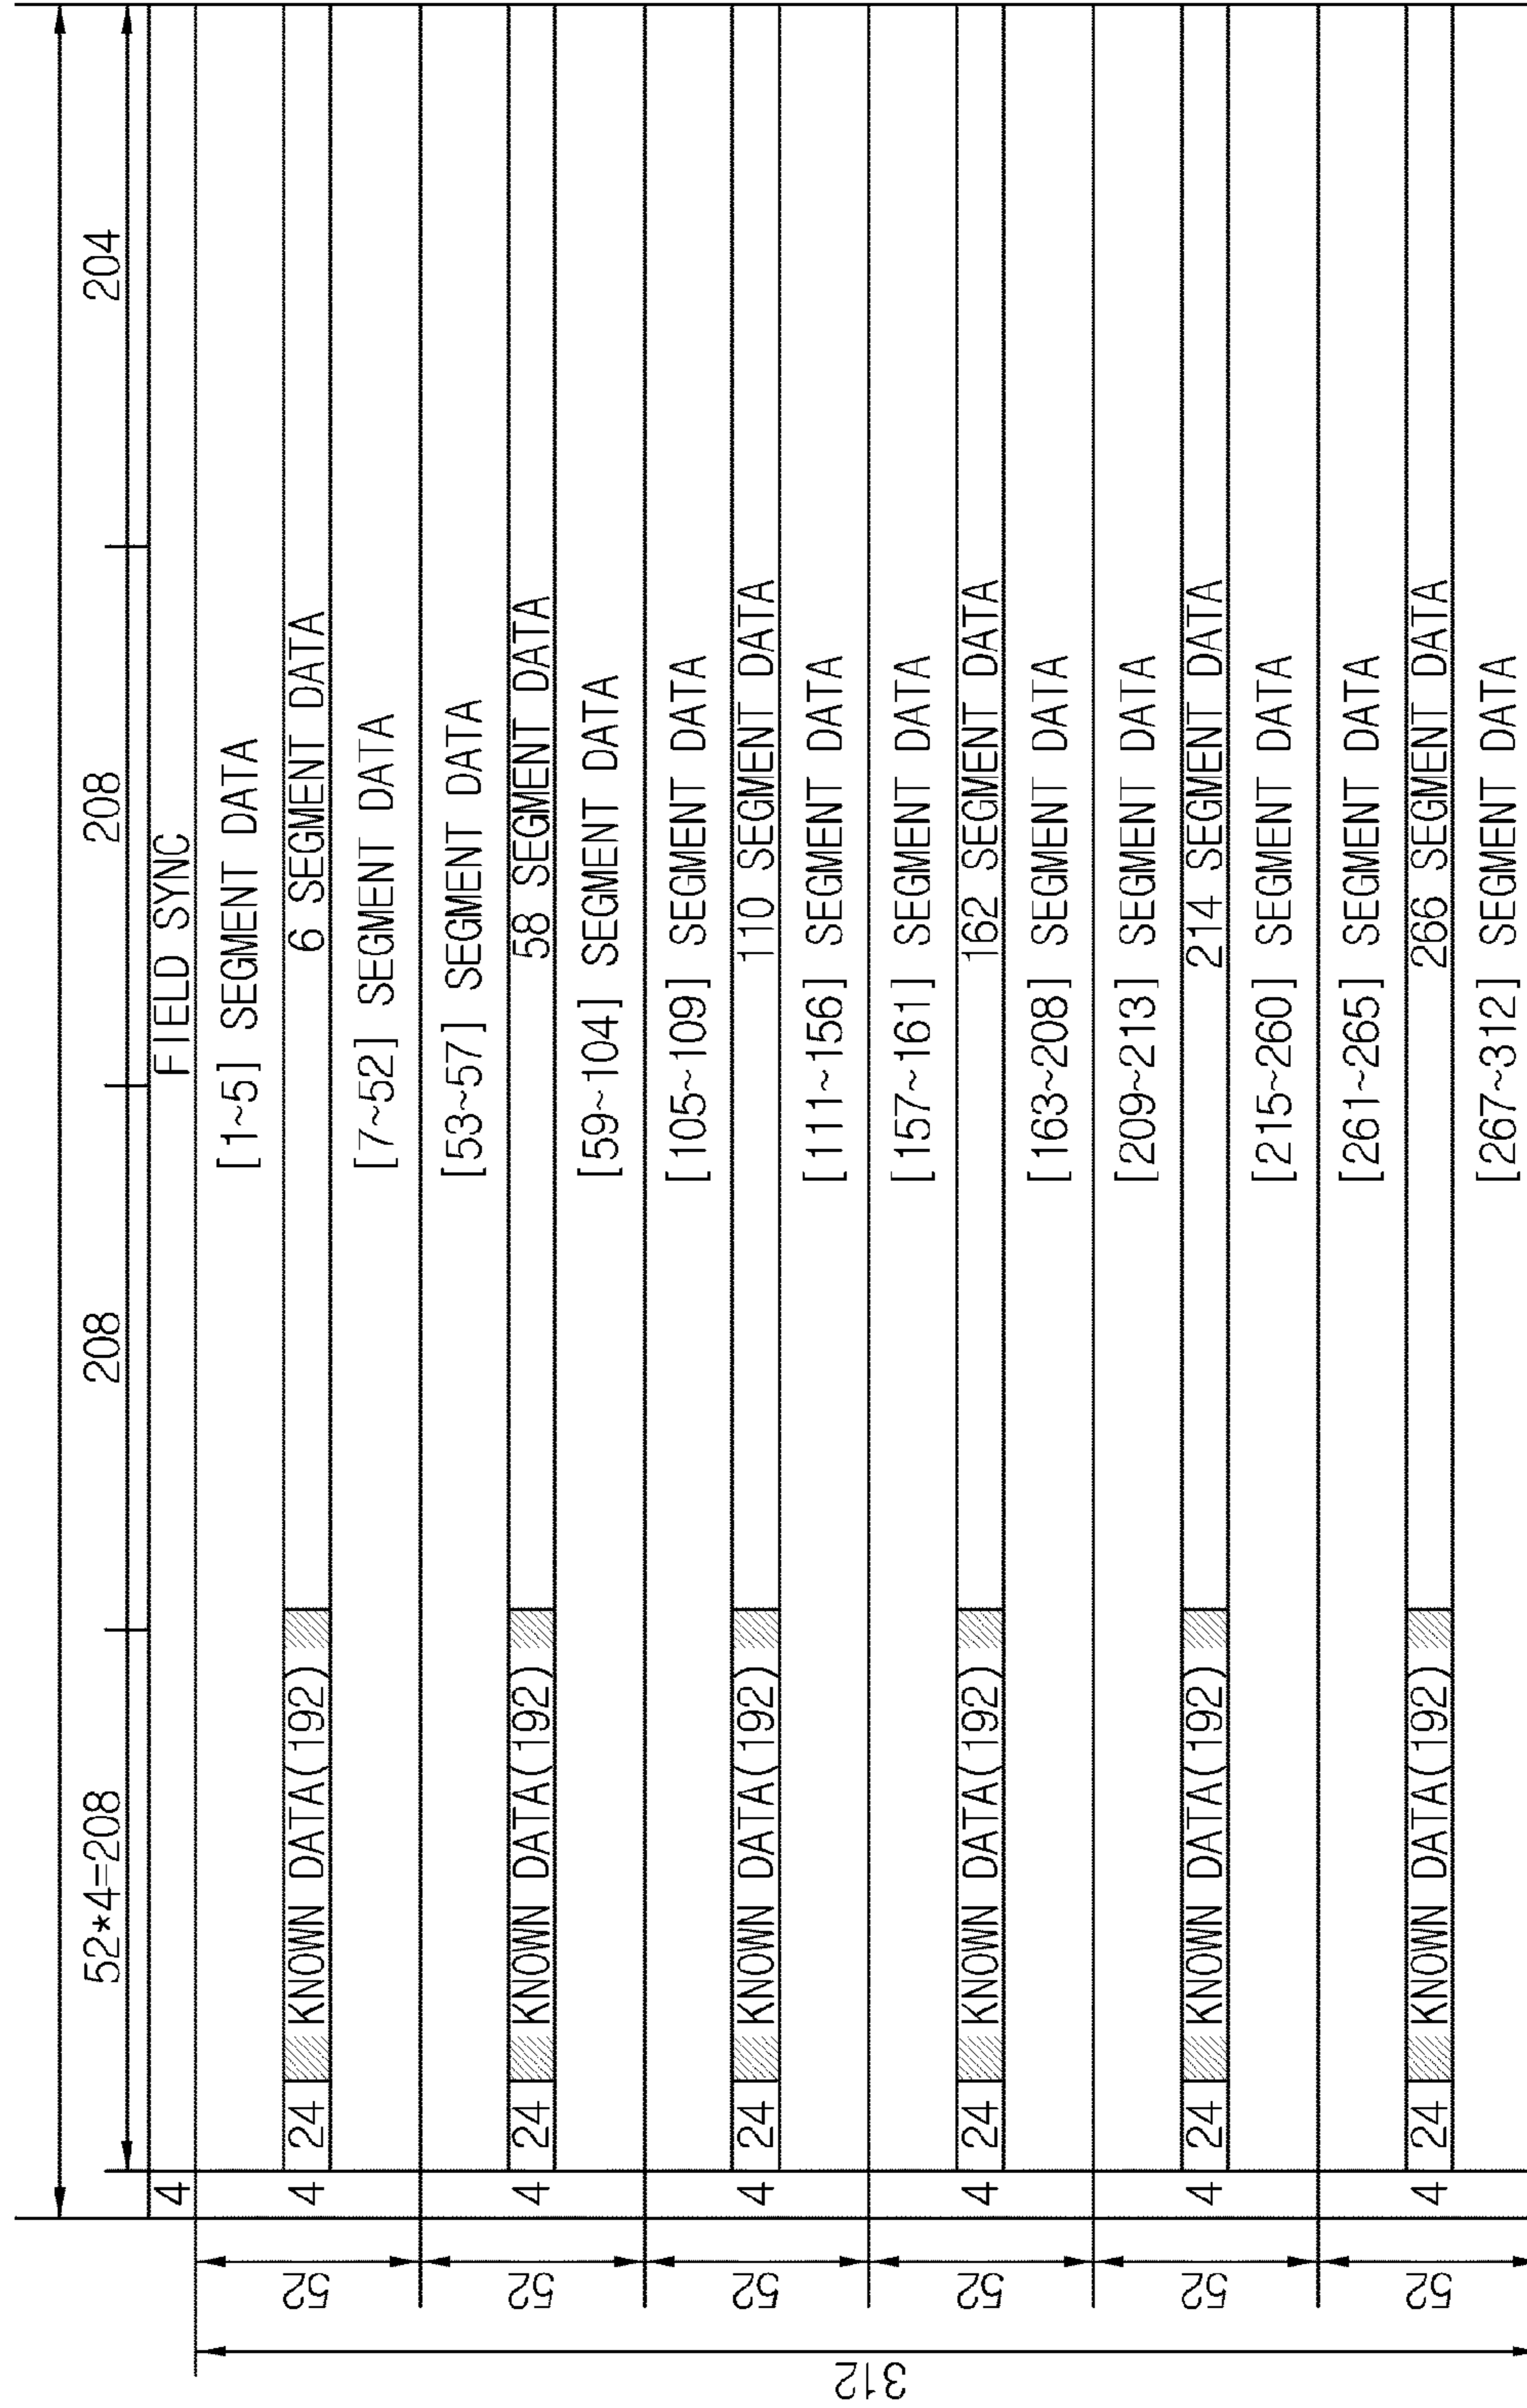 52*4=208 208 208 204
4 FIELD SYNC
[1~5] SEGMENT DATA
52 4 24 KNOWN DATA(192) 6 SEGMENT DATA
[7~52] SEGMENT DATA
[53~57] SEGMENT DATA
52 4 24 KNOWN DATA(192) 58 SEGMENT DATA
[59~104] SEGMENT DATA
[105~109] SEGMENT DATA
52 4 24 KNOWN DATA(192) 110 SEGMENT DATA
[111~156] SEGMENT DATA
312
[157~161] SEGMENT DATA
52 4 24 KNOWN DATA(192) 162 SEGMENT DATA
[163~208] SEGMENT DATA
[209~213] SEGMENT DATA
52 4 24 KNOWN DATA(192) 214 SEGMENT DATA
[215~260] SEGMENT DATA
[261~265] SEGMENT DATA
52 4 24 KNOWN DATA(192) 266 SEGMENT DATA
[267~312] SEGMENT DATA